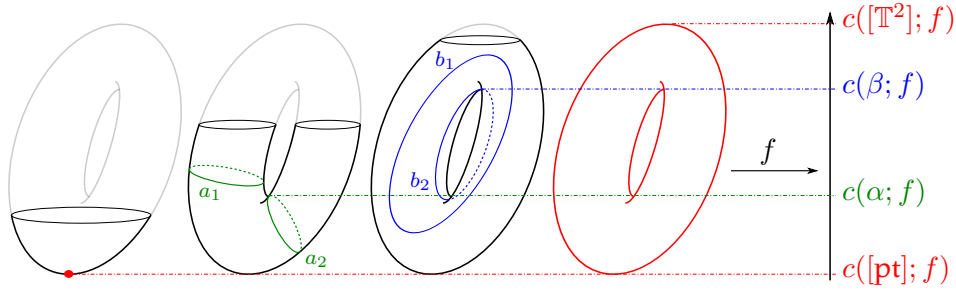 c([𝕋²]; f)
b₁
c(β; f)
f
b₂
a₁
c(α; f)
a₂
c([pt]; f)